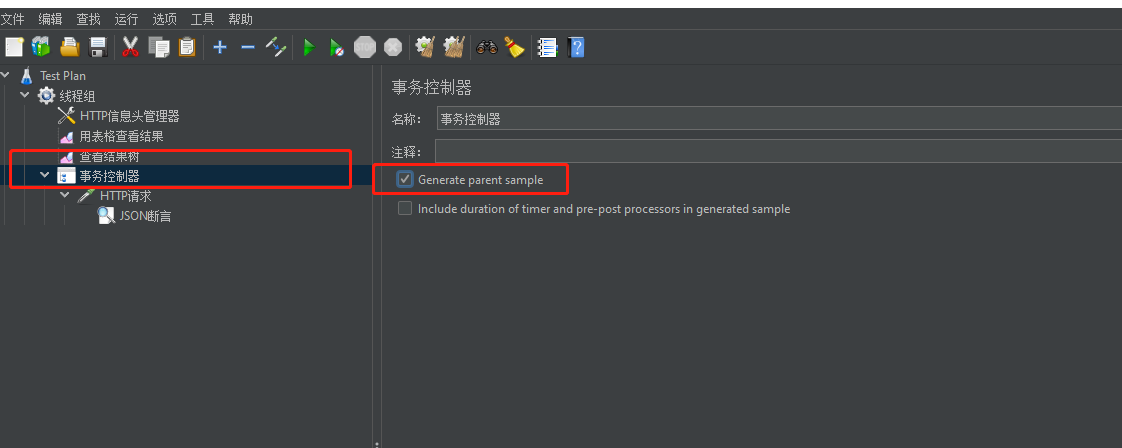 文件 编辑 查找 运行 选项 工具 帮助
Test Plan
线程组
HTTP信息头管理器
用表格查看结果
查看结果树
事务控制器
HTTP请求
JSON断言
事务控制器
名称： 事务控制器
注释：
Generate parent sample
Include duration of timer and pre-post processors in generated sample